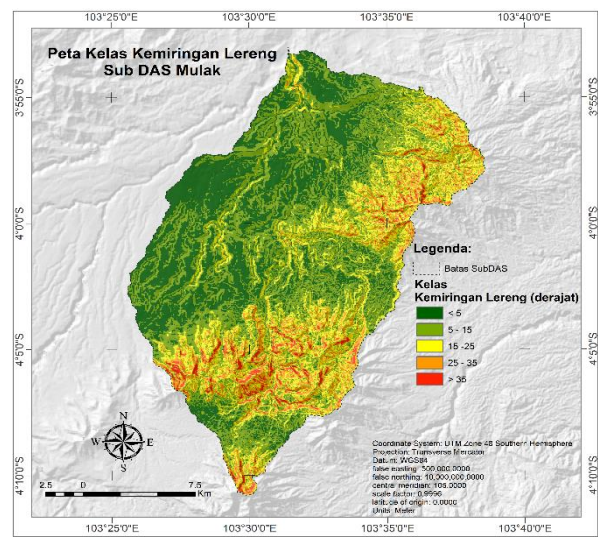 103°25'0"E 103°30'0"E 103°35'0"E 103°40'0"E
Peta Kelas Kemiringan Lereng
Sub DAS Mulak
3°55'0"S 3°55'0"S
4°0'0"S 4°0'0"S
Legenda:
Batas SubDAS
Kelas
Kemiringan Lereng (derajat)
< 5
5 - 15
15 -25
25 - 35
> 35
4°5'0"S 4°5'0"S
N
W E
S
2.5 0 7.5
Km
Coordinate System: UTM Zone 48 Southern Hemisphere
Projection: Transverse Mercator
Datum: WGS84
false easting: 500,000.0000
false northing: 10,000,000.0000
central meridian: 105.0000
scale factor: 0.9996
latitude of origin: 0.0000
Units: Meter
4°10'0"S 4°10'0"S
103°25'0"E 103°30'0"E 103°35'0"E 103°40'0"E